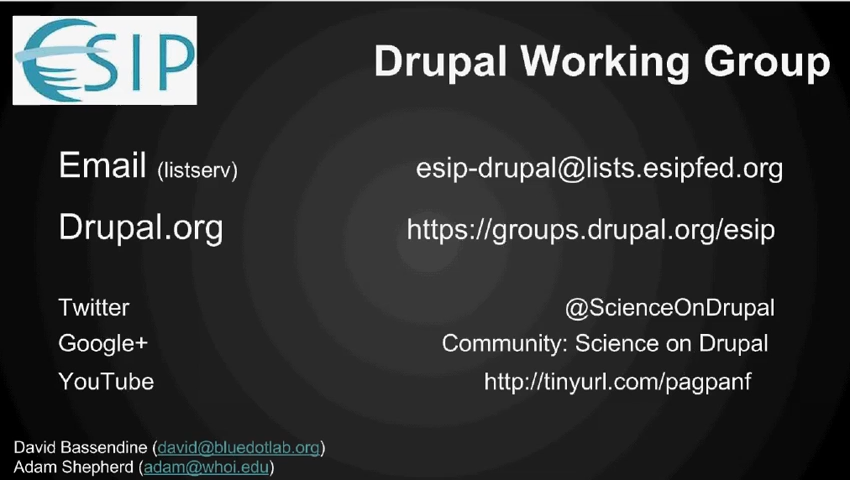 ESIP
Drupal Working Group
Email (listserv) esip-drupal@lists.esipfed.org
Drupal.org https://groups.drupal.org/esip
Twitter @ScienceOnDrupal
Google+ Community: Science on Drupal
YouTube http://tinyurl.com/pagpanf
David Bassendine (david@bluedotlab.org)
Adam Shepherd (adam@whoi.edu)